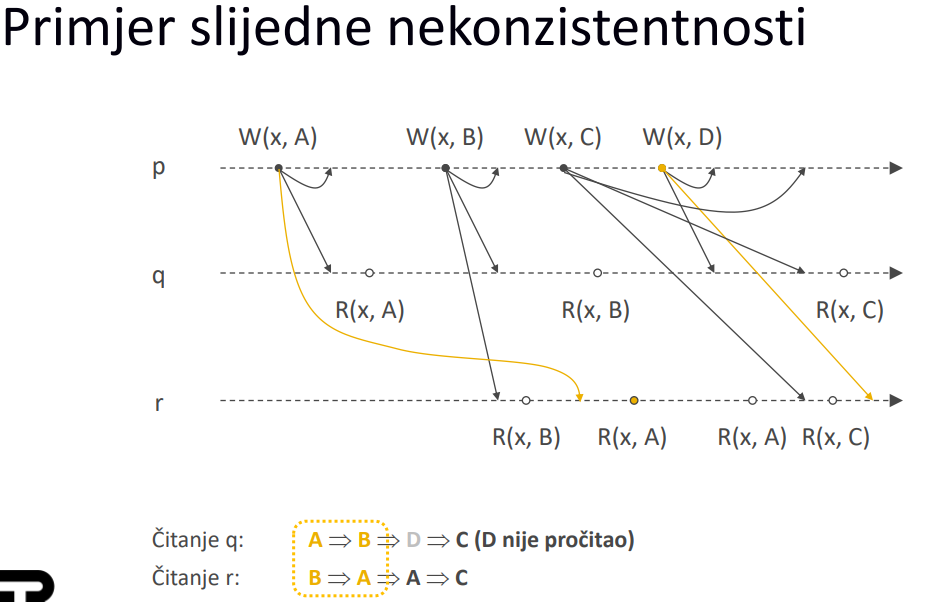 Primjer slijedne nekonzistentnosti
W(x, A) W(x, B) W(x, C) W(x, D)
p
q
R(x, A) R(x, B) R(x, C)
r
R(x, B) R(x, A) R(x, A) R(x, C)
Čitanje q: A ⇒ B ⇒ D ⇒ C (D nije pročitao)
Čitanje r: B ⇒ A ⇒ A ⇒ C